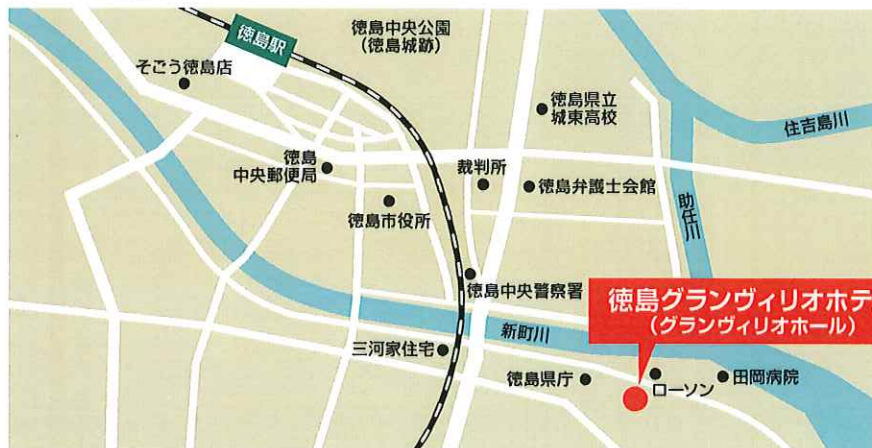 徳島中央公園
(徳島城跡)
徳島駅
そごう徳島店
徳島県立
城東高校
住吉島川
徳島
中央郵便局
裁判所
徳島弁護士会館
助任川
徳島市役所
徳島中央警察署
徳島グランヴィリオホテ
(グランヴィリオホール)
新町川
三河家住宅
徳島県庁
ローソン
田岡病院